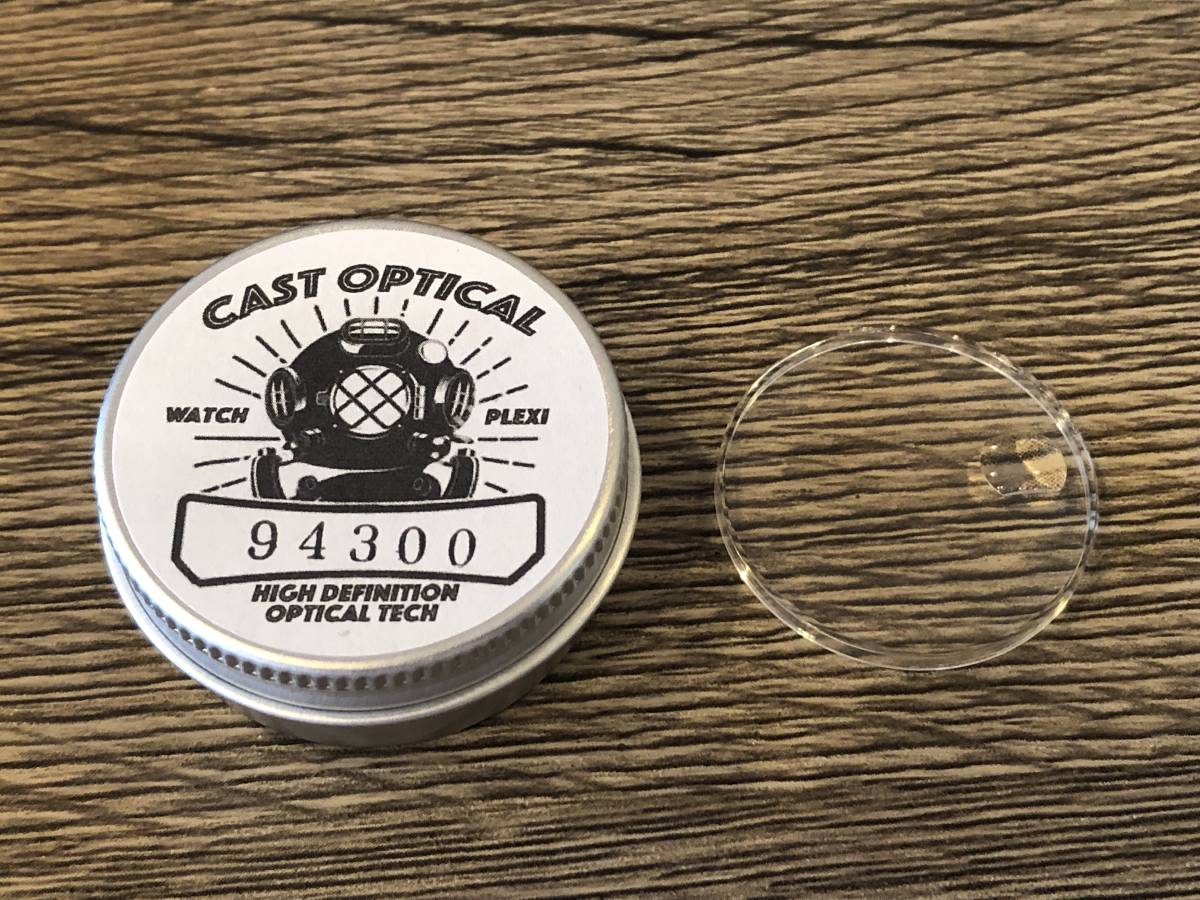 CAST OPTICAL
WATCH PLEXI
94300
HIGH DEFINITION
OPTICAL TECH